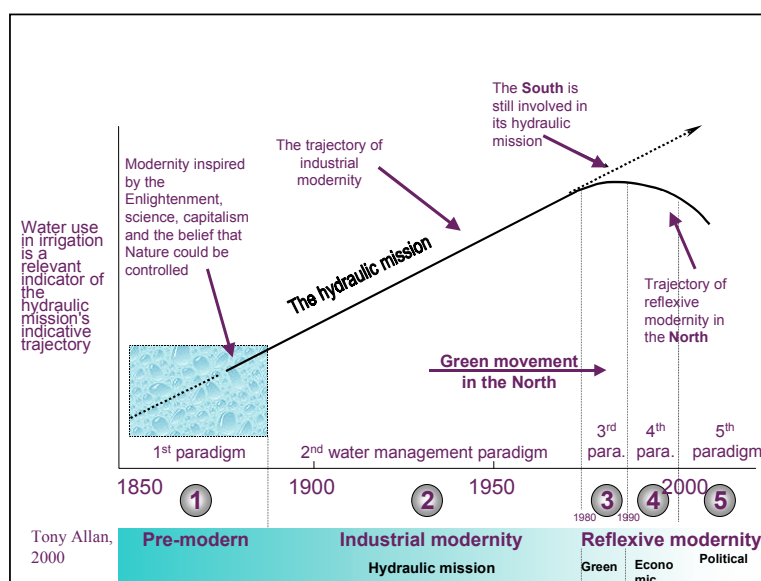 The South is
still involved in
its hydraulic
mission
The trajectory of
industrial
modernity
Modernity inspired
by the
Enlightenment,
science, capitalism
and the belief that
Nature could be
controlled
Water use
in irrigation is
a relevant
indicator of
the hydraulic
mission's
indicative
trajectory
The hydraulic mission
Trajectory of
reflexive
modernity in
the North
Green movement
in the North
1st paradigm
2nd water management paradigm
3rd
para.
4th
para.
5th
paradigm
1850
1900
1950
2000
1
2
3
4
5
1980
1990
Tony Allan,
2000
Pre-modern
Industrial modernity
Reflexive modernity
Hydraulic mission
Green
Econo
mic
Political